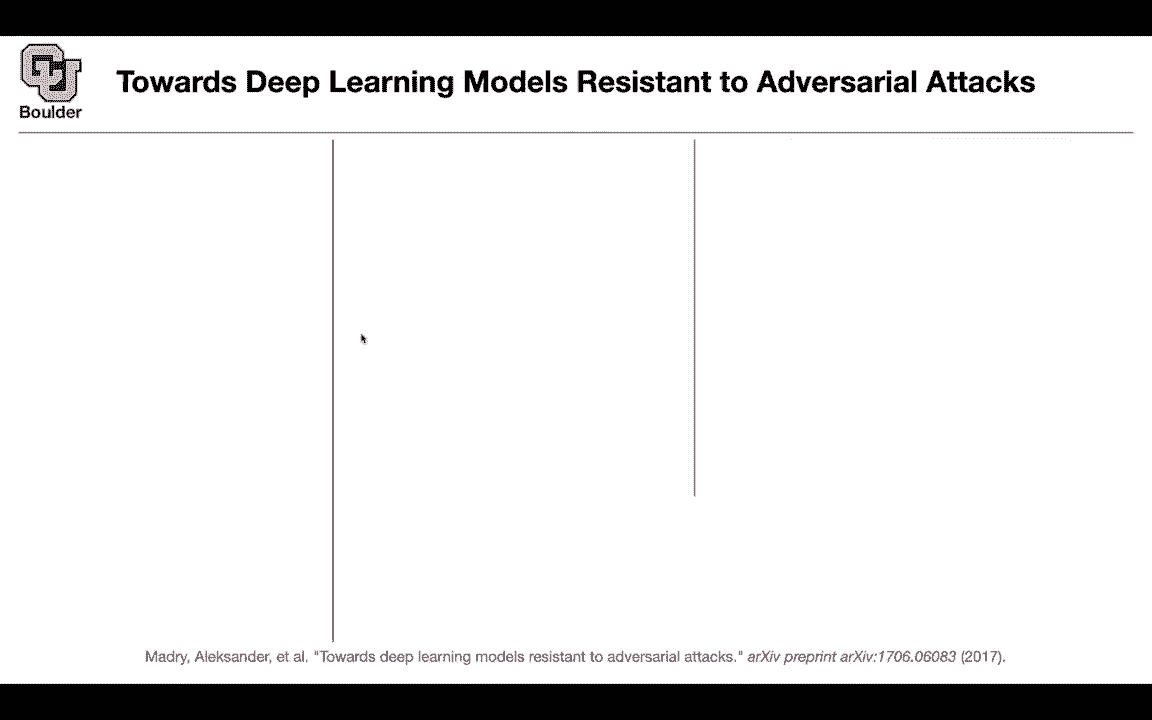 CU
Boulder
Towards Deep Learning Models Resistant to Adversarial Attacks
Madry, Aleksander, et al. "Towards deep learning models resistant to adversarial attacks." arXiv preprint arXiv:1706.06083 (2017).